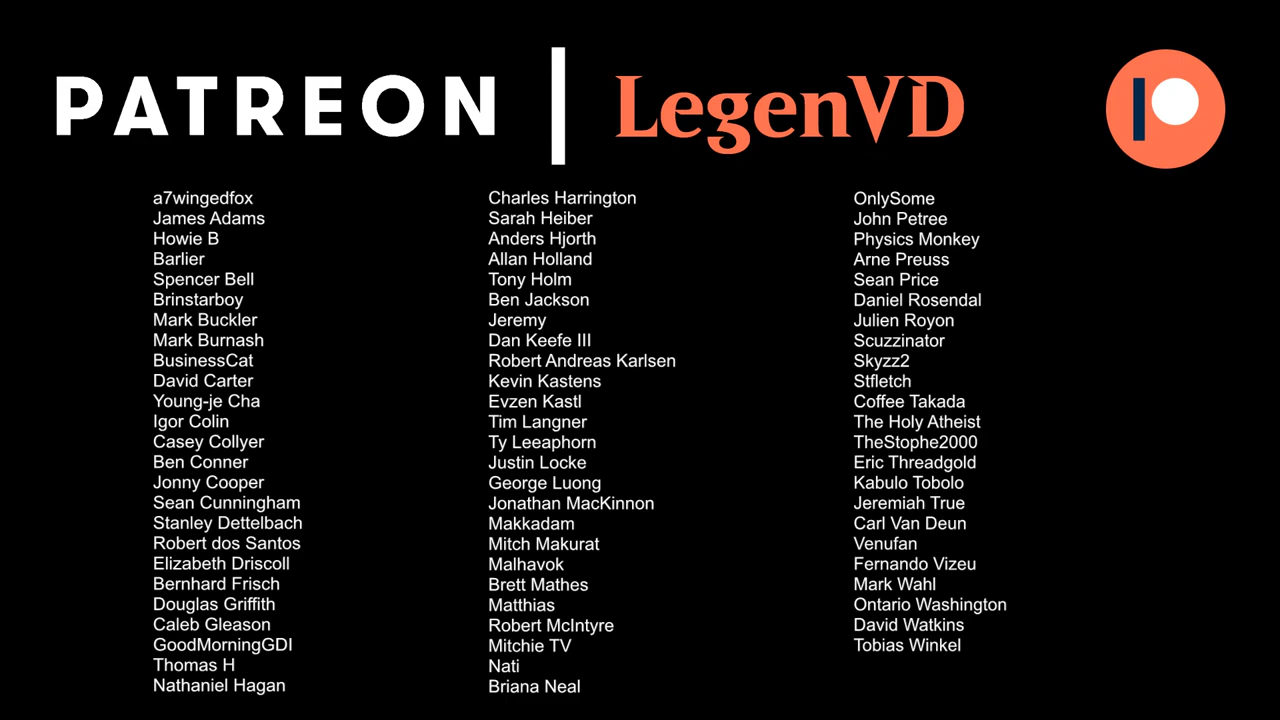 PATREON | LegenVD
a7wingedfox
James Adams
Howie B
Barlier
Spencer Bell
Brinstarboy
Mark Buckler
Mark Burnash
BusinessCat
David Carter
Young-je Cha
Igor Colin
Casey Collyer
Ben Conner
Jonny Cooper
Sean Cunningham
Stanley Dettelbach
Robert dos Santos
Elizabeth Driscoll
Bernhard Frisch
Douglas Griffith
Caleb Gleason
GoodMorningGDI
Thomas H
Nathaniel Hagan
Charles Harrington
Sarah Heiber
Anders Hjorth
Allan Holland
Tony Holm
Ben Jackson
Jeremy
Dan Keefe III
Robert Andreas Karlsen
Kevin Kastens
Evzen Kastl
Tim Langner
Ty Leeaphorn
Justin Locke
George Luong
Jonathan MacKinnon
Makkadam
Mitch Makurat
Malhavok
Brett Mathes
Matthias
Robert McIntyre
Mitchie TV
Nati
Briana Neal
OnlySome
John Petree
Physics Monkey
Arne Preuss
Sean Price
Daniel Rosendal
Julien Royon
Scuzzinator
Skyzz2
Stfletch
Coffee Takada
The Holy Atheist
TheStophe2000
Eric Threadgold
Kabulo Tobolo
Jeremiah True
Carl Van Deun
Venufan
Fernando Vizeu
Mark Wahl
Ontario Washington
David Watkins
Tobias Winkel